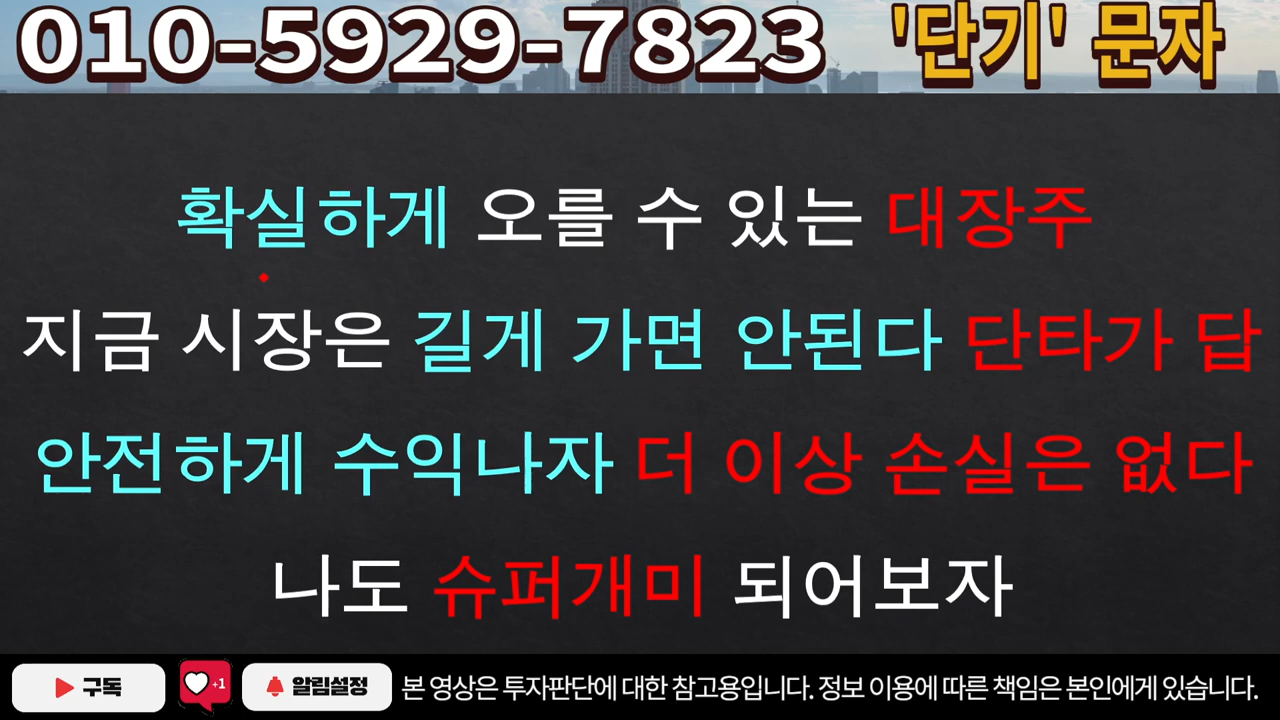 010-5929-7823 '단기' 문자
확실하게 오를 수 있는 대장주
지금 시장은 길게 가면 안된다 단타가 답
안전하게 수익나자 더 이상 손실은 없다
나도 슈퍼개미 되어보자
구독 +1 알림설정 본 영상은 투자판단에 대한 참고용입니다. 정보 이용에 따른 책임은 본인에게 있습니다.